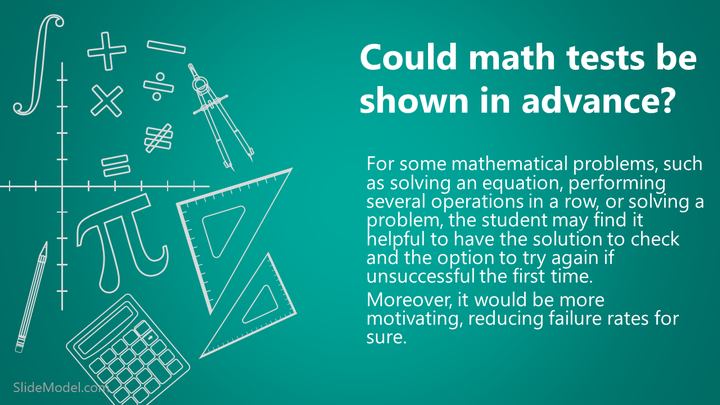 Could math tests be
shown in advance?
For some mathematical problems, such
as solving an equation, performing
several operations in a row, or solving a
problem, the student may find it
helpful to have the solution to check
and the option to try again if
unsuccessful the first time.
Moreover, it would be more
motivating, reducing failure rates for
sure.
SlideModel.com